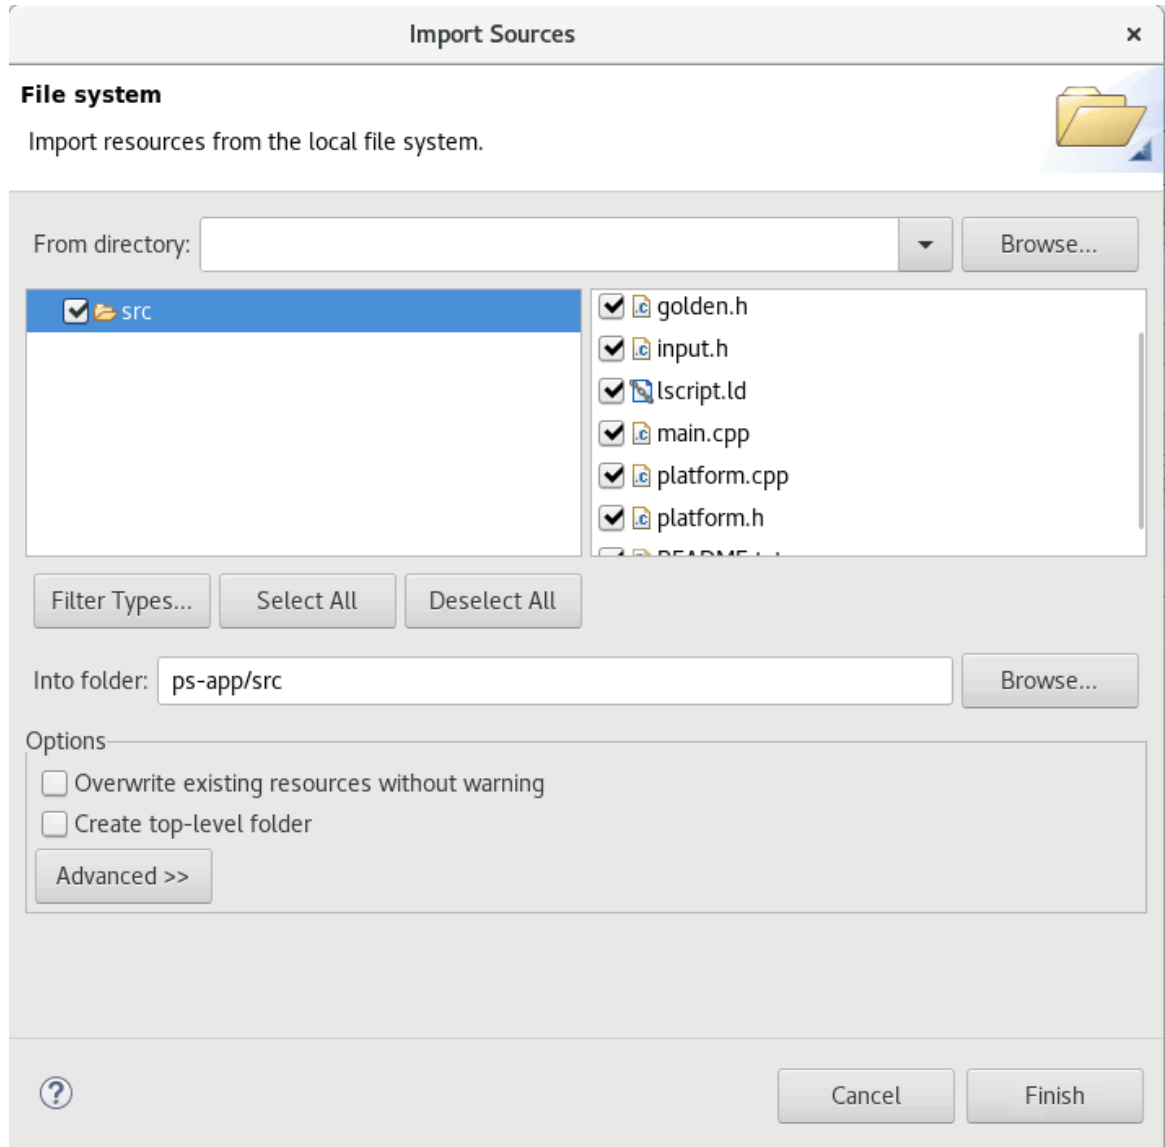 Import Sources
File system
Import resources from the local file system.
From directory:
Browse...
src
golden.h
input.h
lscript.ld
main.cpp
platform.cpp
platform.h
Filter Types...
Select All
Deselect All
Into folder:
ps-app/src
Browse...
Options
Overwrite existing resources without warning
Create top-level folder
Advanced >>
Cancel
Finish